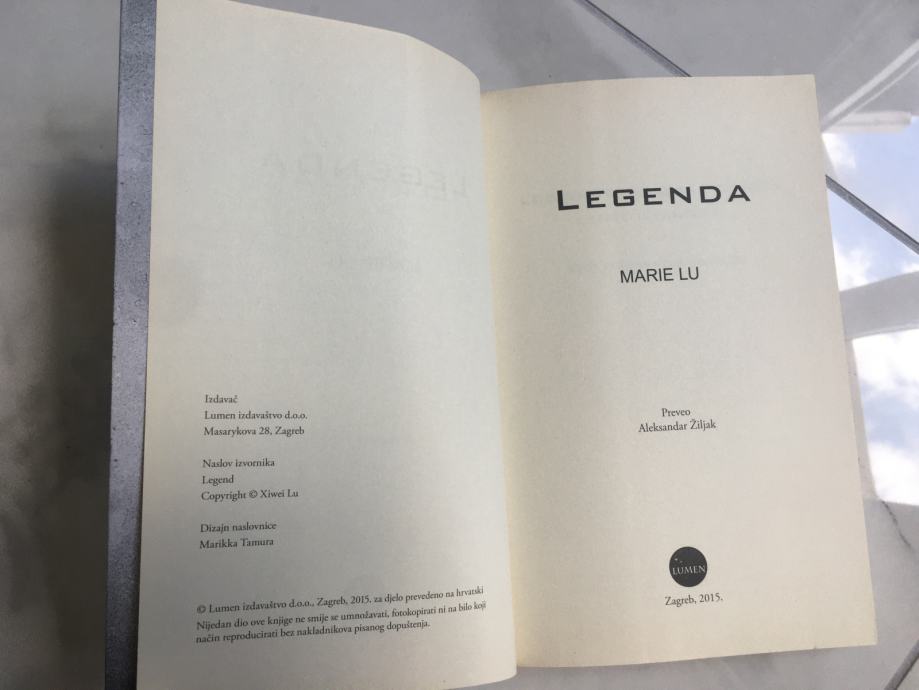 Izdavač
Lumen izdavaštvo d.o.o.
Masarykova 28, Zagreb
Naslov izvornika
Legend
Copyright © Xiwei Lu
Dizajn naslovnice
Marikka Tamura
© Lumen izdavaštvo d.o.o., Zagreb, 2015. za djelo prevedeno na hrvatski
Nijedan dio ove knjige ne smije se umnožavati, fotokopirati ni na bilo koji
način reproducirati bez nakladnikova pisanog dopuštenja.
LEGENDA
MARIE LU
Preveo
Aleksandar Žiljak
LUMEN
Zagreb, 2015.